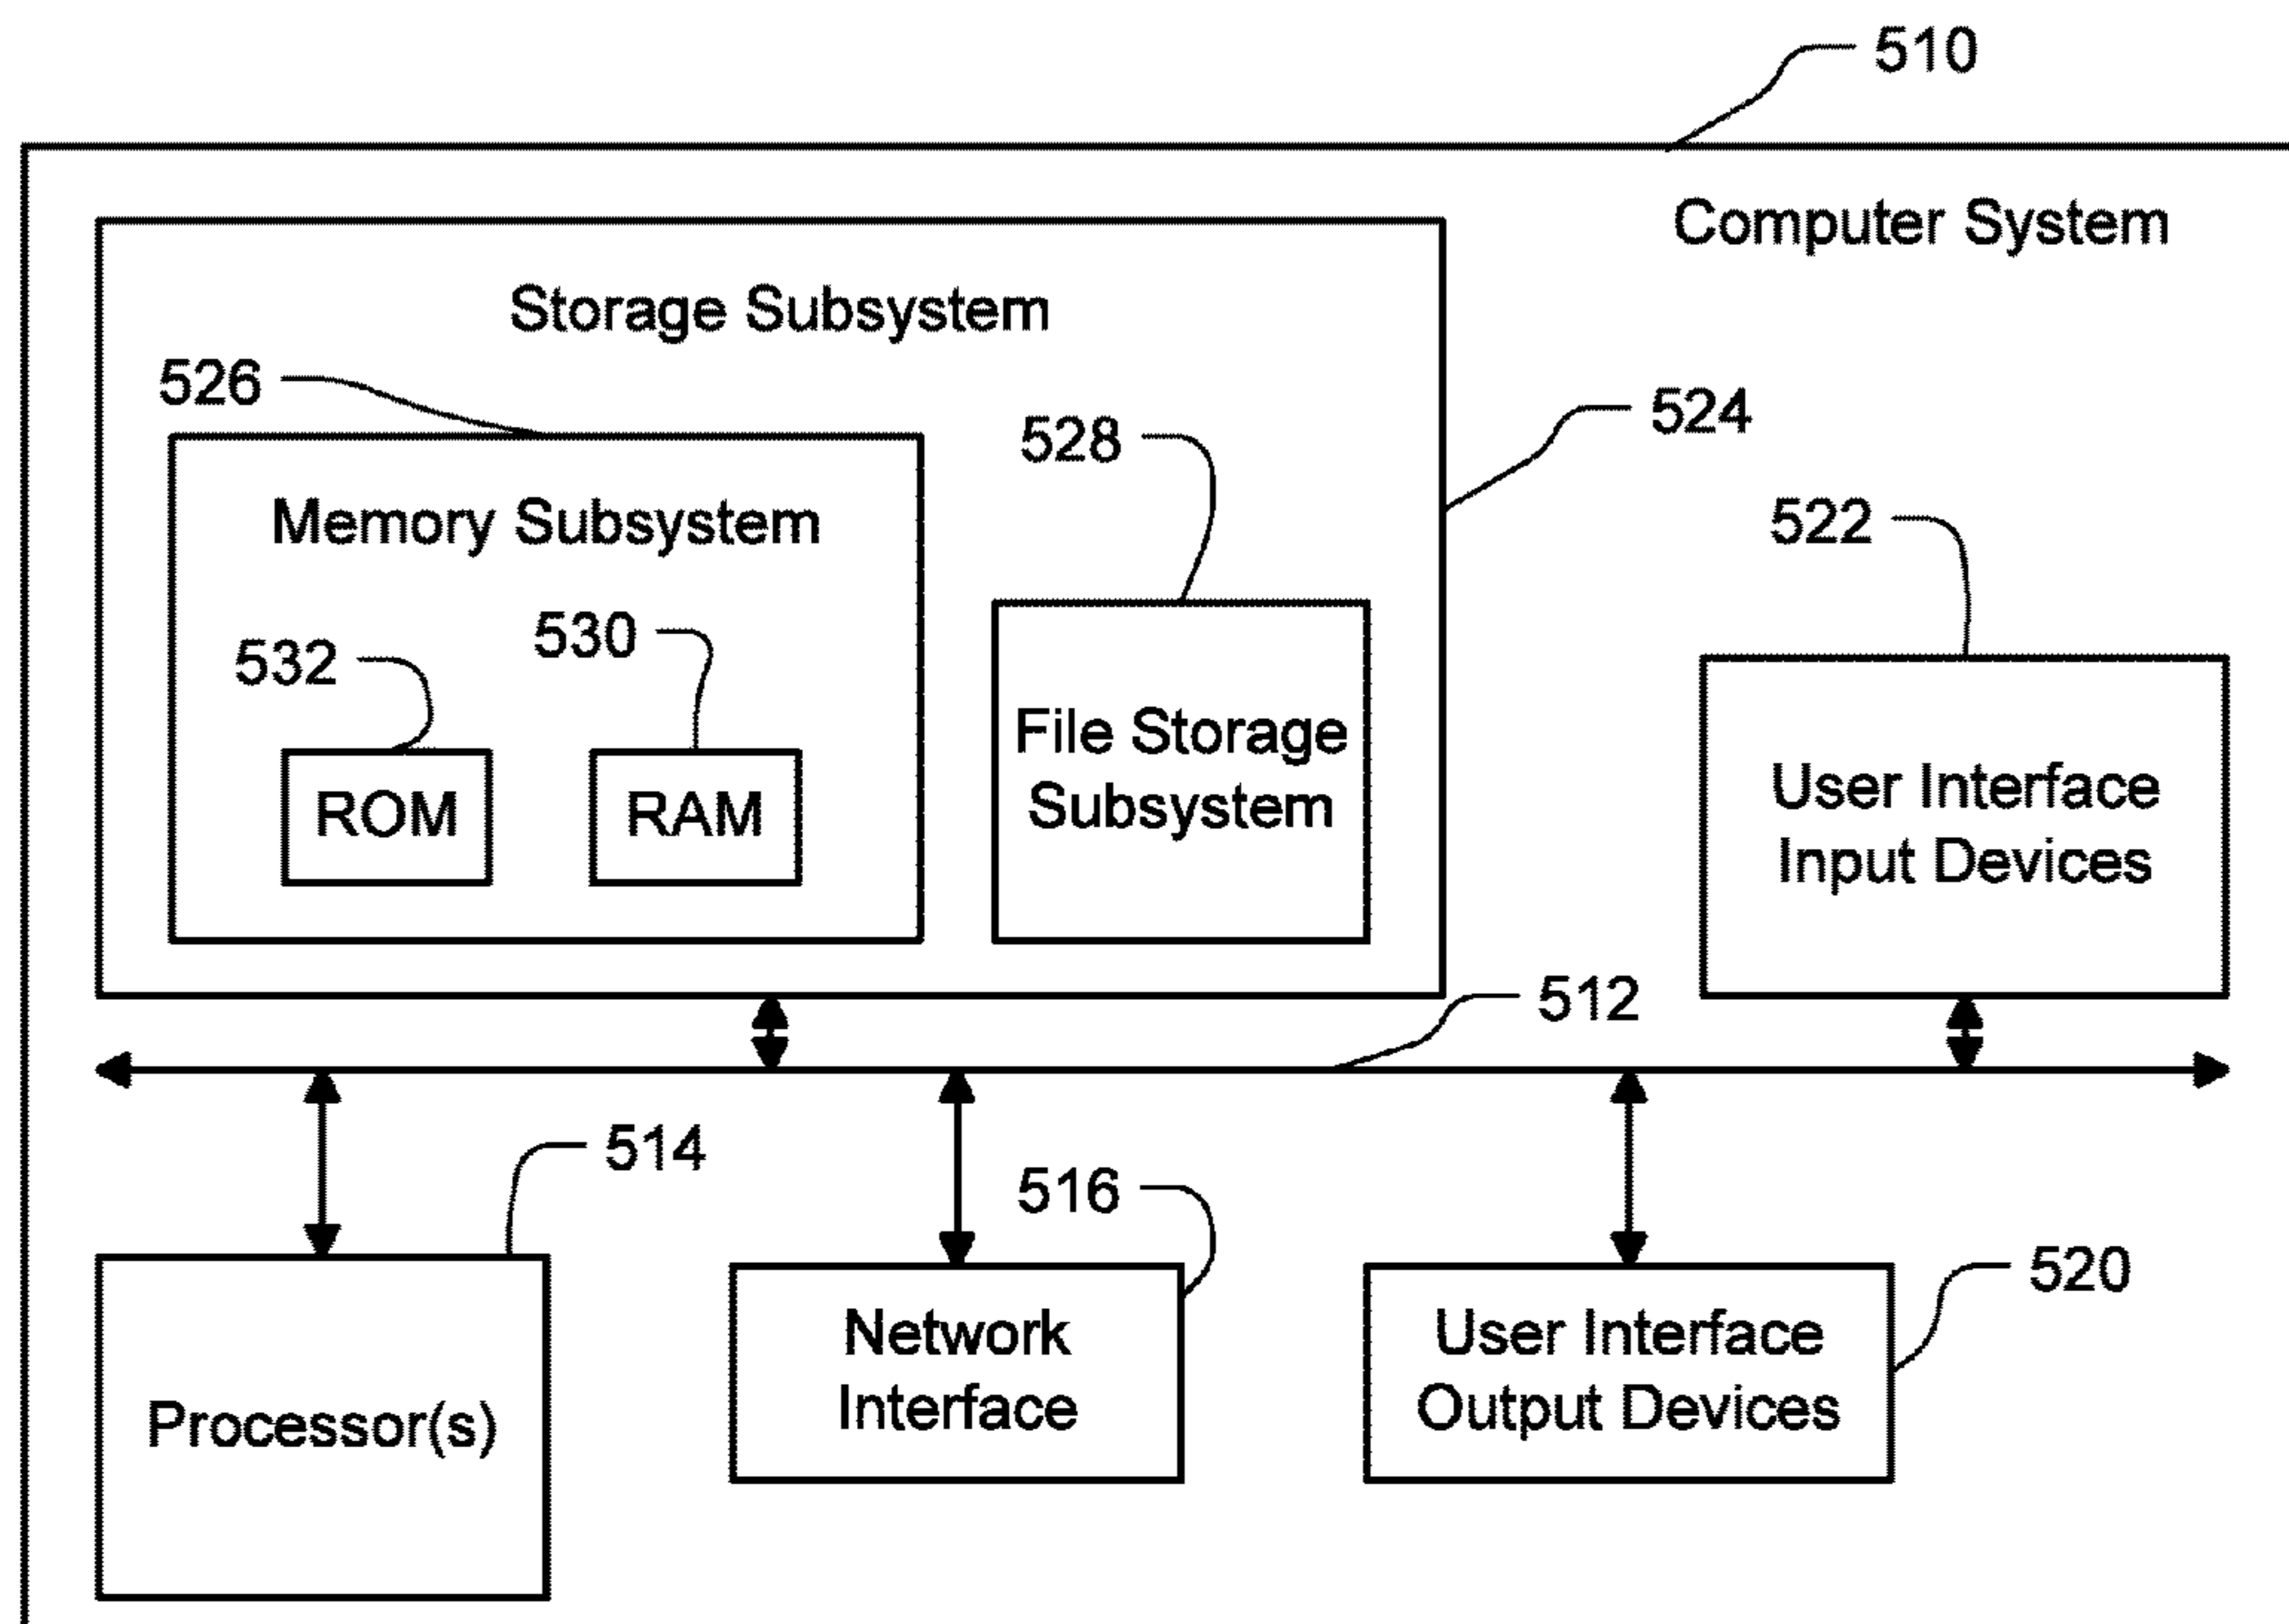 510
Computer System
Storage Subsystem
526
524
528
Memory Subsystem
522
532
530
File Storage
Subsystem
ROM
RAM
User Interface
Input Devices
512
514
516
520
Processor(s)
Network
Interface
User Interface
Output Devices